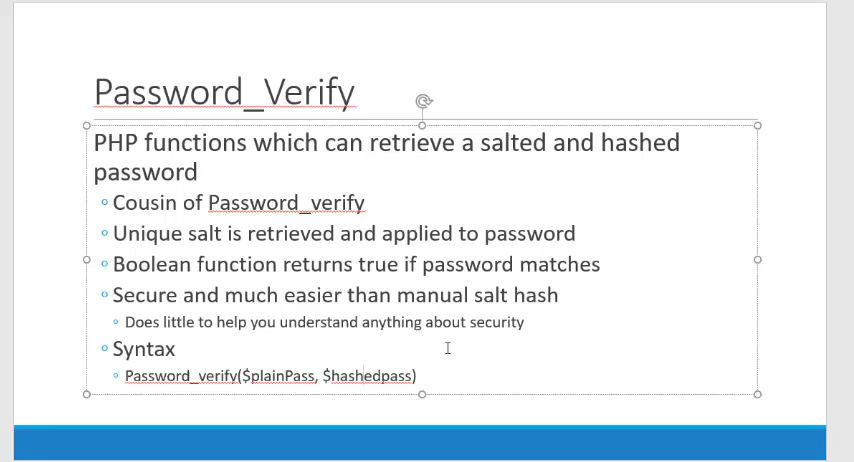 Password_Verify
PHP functions which can retrieve a salted and hashed
password
Cousin of Password_verify
Unique salt is retrieved and applied to password
Boolean function returns true if password matches
Secure and much easier than manual salt hash
Does little to help you understand anything about security
Syntax
Password_verify($plainPass, $hashedpass)